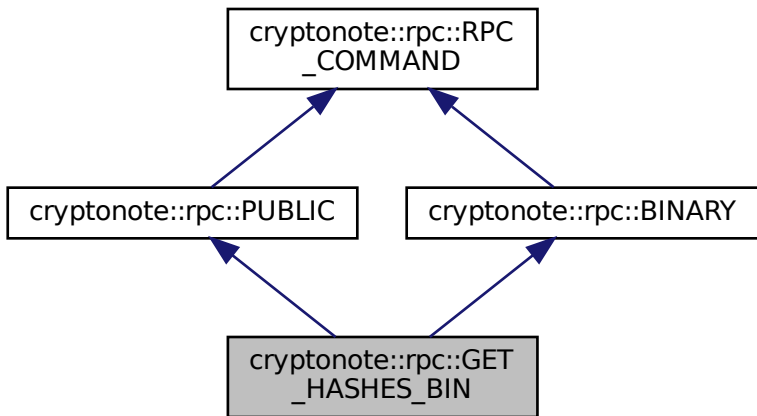 cryptonote::rpc::RPC
_COMMAND
cryptonote::rpc::PUBLIC
cryptonote::rpc::BINARY
cryptonote::rpc::GET
_HASHES_BIN